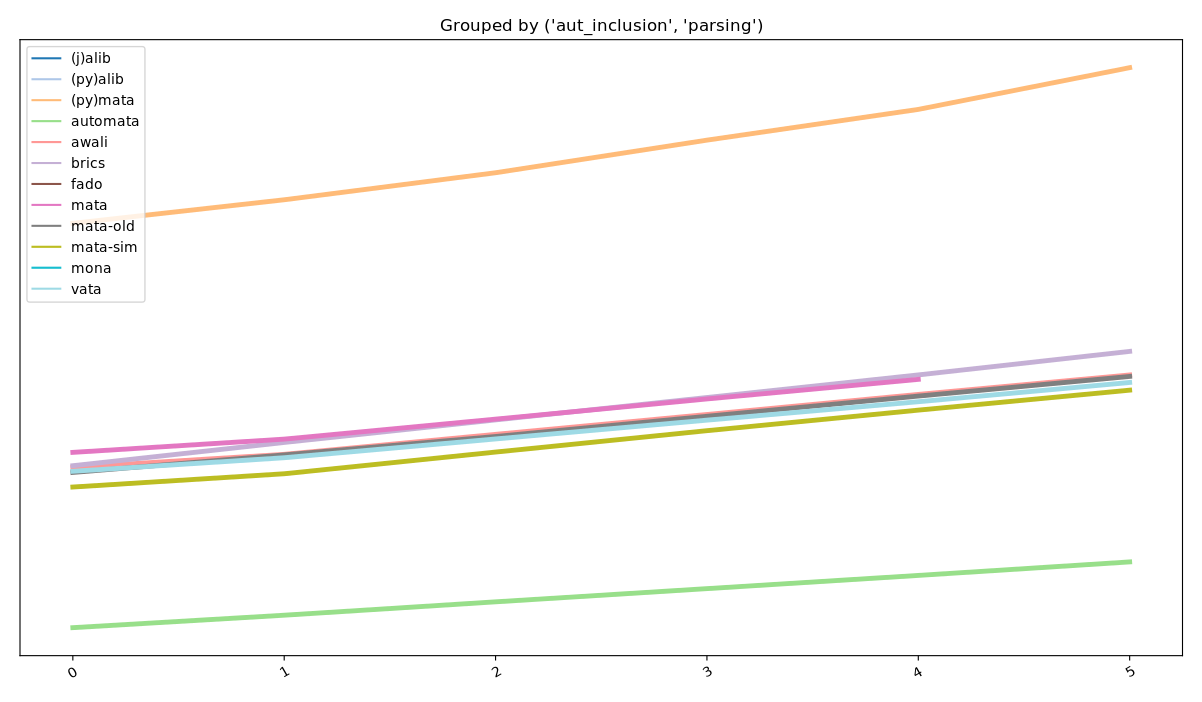 Grouped by ('aut_inclusion', 'parsing')
(j)alib
(py)alib
(py)mata
automata
awali
brics
fado
mata
mata-old
mata-sim
mona
vata
0 1 2 3 4 5